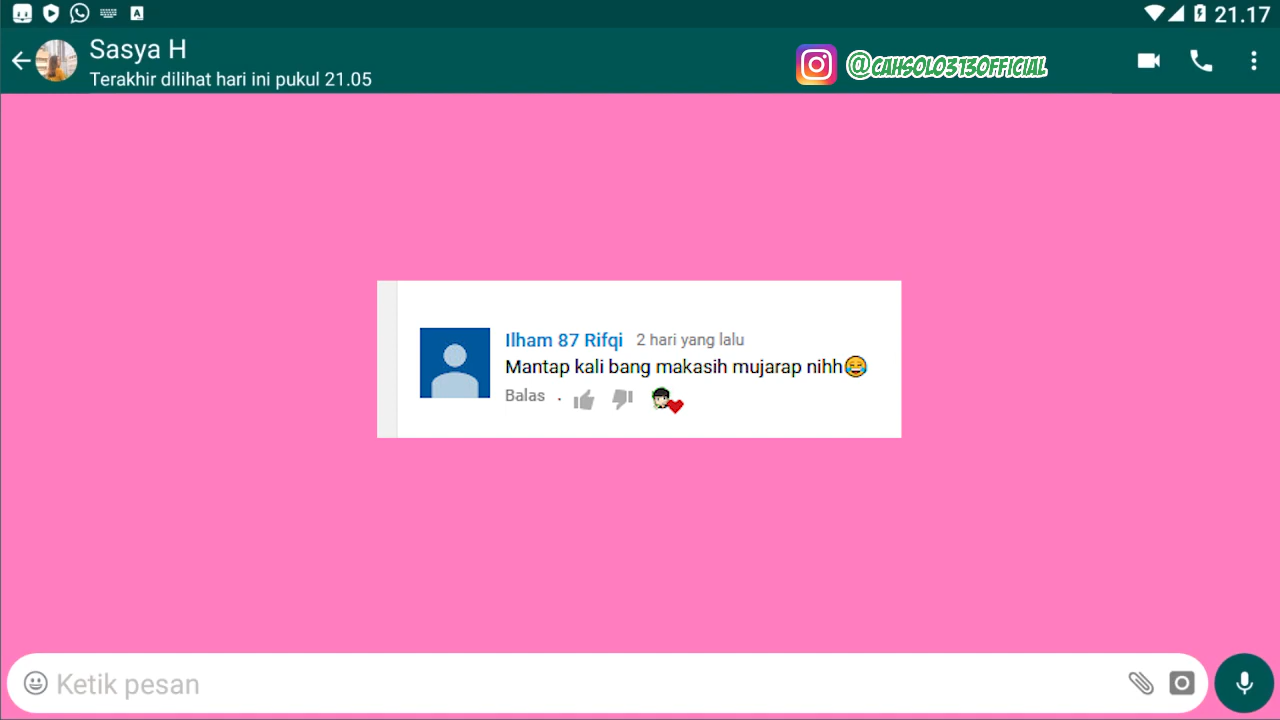 21.17
Sasya H
Terakhir dilihat hari ini pukul 21.05
@CAHSOLO313OFFICIAL
Ilham 87 Rifqi 2 hari yang lalu
Mantap kali bang makasih mujarap nihh😂
Balas
Ketik pesan